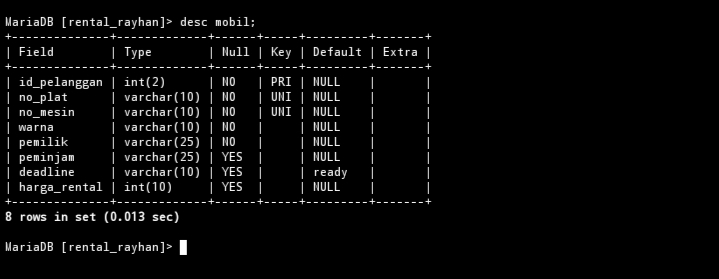 MariaDB [rental_rayhan]> desc mobil;
+--------------+-------------+------+-----+---------+-------+
| Field        | Type        | Null | Key | Default | Extra |
+--------------+-------------+------+-----+---------+-------+
| id_pelanggan | int(2)      | NO   | PRI | NULL    |       |
| no_plat      | varchar(10) | NO   | UNI | NULL    |       |
| no_mesin     | varchar(10) | NO   | UNI | NULL    |       |
| warna        | varchar(10) | NO   |     | NULL    |       |
| pemilik      | varchar(25) | NO   |     | NULL    |       |
| peminjam     | varchar(25) | YES  |     | NULL    |       |
| deadline     | varchar(10) | YES  |     | ready   |       |
| harga_rental | int(10)     | YES  |     | NULL    |       |
+--------------+-------------+------+-----+---------+-------+
8 rows in set (0.013 sec)
MariaDB [rental_rayhan]>